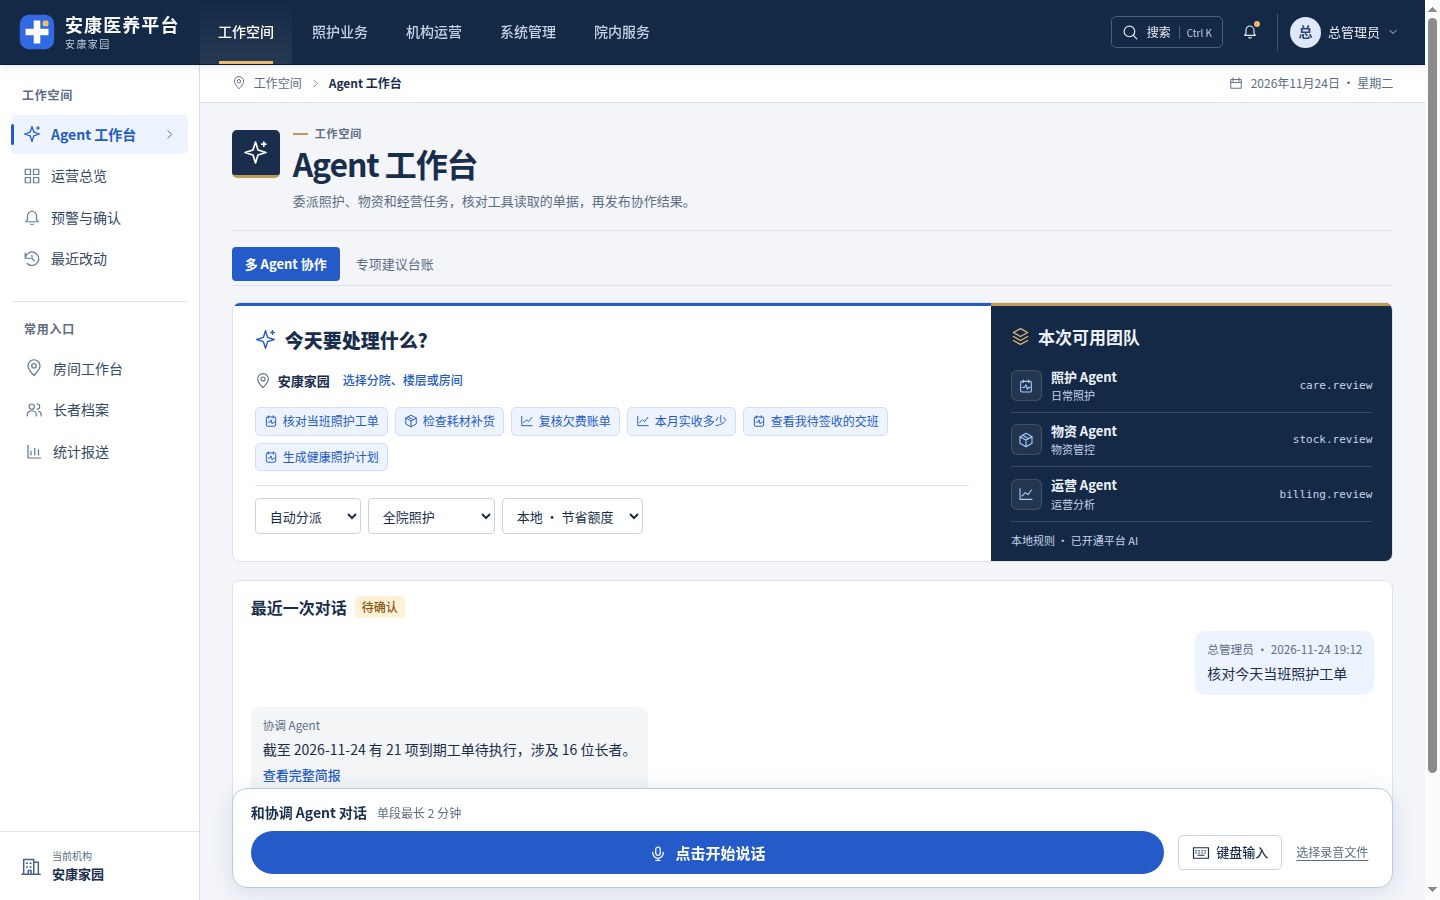 安康医养平台
安康家园
工作空间
照护业务
机构运营
系统管理
院内服务
搜索 Ctrl K
总
总管理员
工作空间
Agent 工作台
运营总览
预警与确认
最近改动
常用入口
房间工作台
长者档案
统计报送
当前机构
安康家园
工作空间 > Agent 工作台
2026年11月24日 · 星期二
工作空间
Agent 工作台
委派照护、物资和经营任务，核对工具读取的单据，再发布协作结果。
多 Agent 协作
专项建议台账
今天要处理什么？
安康家园 选择分院、楼层或房间
核对当班照护工单
检查耗材补货
复核欠费账单
本月实收多少
查看我待签收的交班
生成健康照护计划
自动分派
全院照护
本地 · 节省额度
本次可用团队
照护 Agent
日常照护
care.review
物资 Agent
物资管控
stock.review
运营 Agent
运营分析
billing.review
本地规则 · 已开通平台 AI
最近一次对话 待确认
总管理员 · 2026-11-24 19:12
核对今天当班照护工单
协调 Agent
截至 2026-11-24 有 21 项到期工单待执行，涉及 16 位长者。
查看完整简报
和协调 Agent 对话 单段最长 2 分钟
点击开始说话
键盘输入
选择录音文件